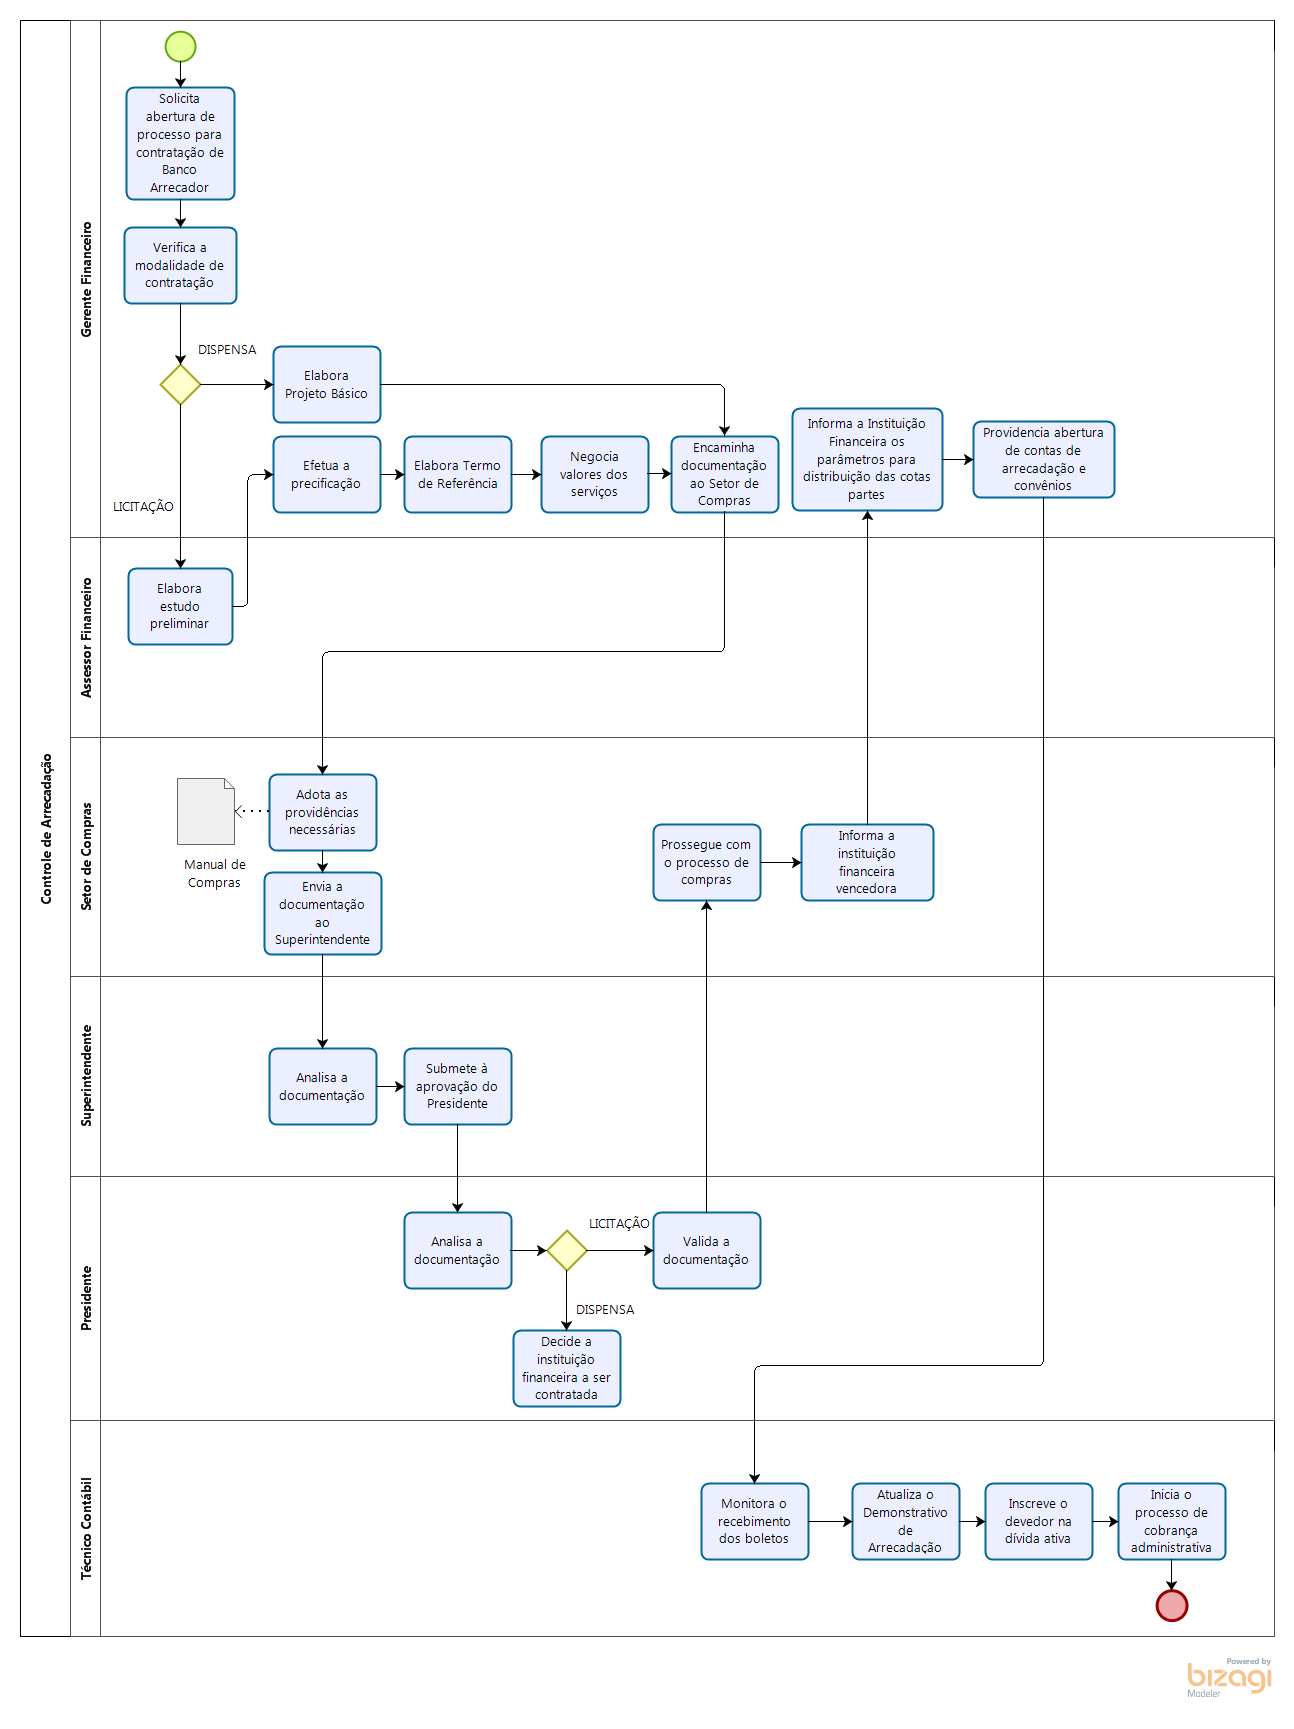 Controle de Arrecadação
Gerente Financeiro
Solicita
abertura de
processo para
contratação de
Banco
Arrecador
Verifica a
modalidade de
contratação
DISPENSA
Elabora
Projeto Básico
LICITAÇÃO
Efetua a
precificação
Elabora Termo
de Referência
Negocia
valores dos
serviços
Encaminha
documentação
ao Setor de
Compras
Informa a Instituição
Financeira os
parâmetros para
distribuição das cotas
partes
Providencia abertura
de contas de
arrecadação e
convênios
Assessor Financeiro
Elabora
estudo
preliminar
Setor de Compras
Manual de
Compras
Adota as
providências
necessárias
Envia a
documentação
ao
Superintendente
Prossegue com
o processo de
compras
Informa a
instituição
financeira
vencedora
Superintendente
Analisa a
documentação
Submete à
aprovação do
Presidente
Presidente
Analisa a
documentação
LICITAÇÃO
Valida a
documentação
DISPENSA
Decide a
instituição
financeira a ser
contratada
Técnico Contábil
Monitora o
recebimento
dos boletos
Atualiza o
Demonstrativo
de
Arrecadação
Inscreve o
devedor na
dívida ativa
Inicia o
processo de
cobrança
administrativa
Powered by
bizagi
Modeler